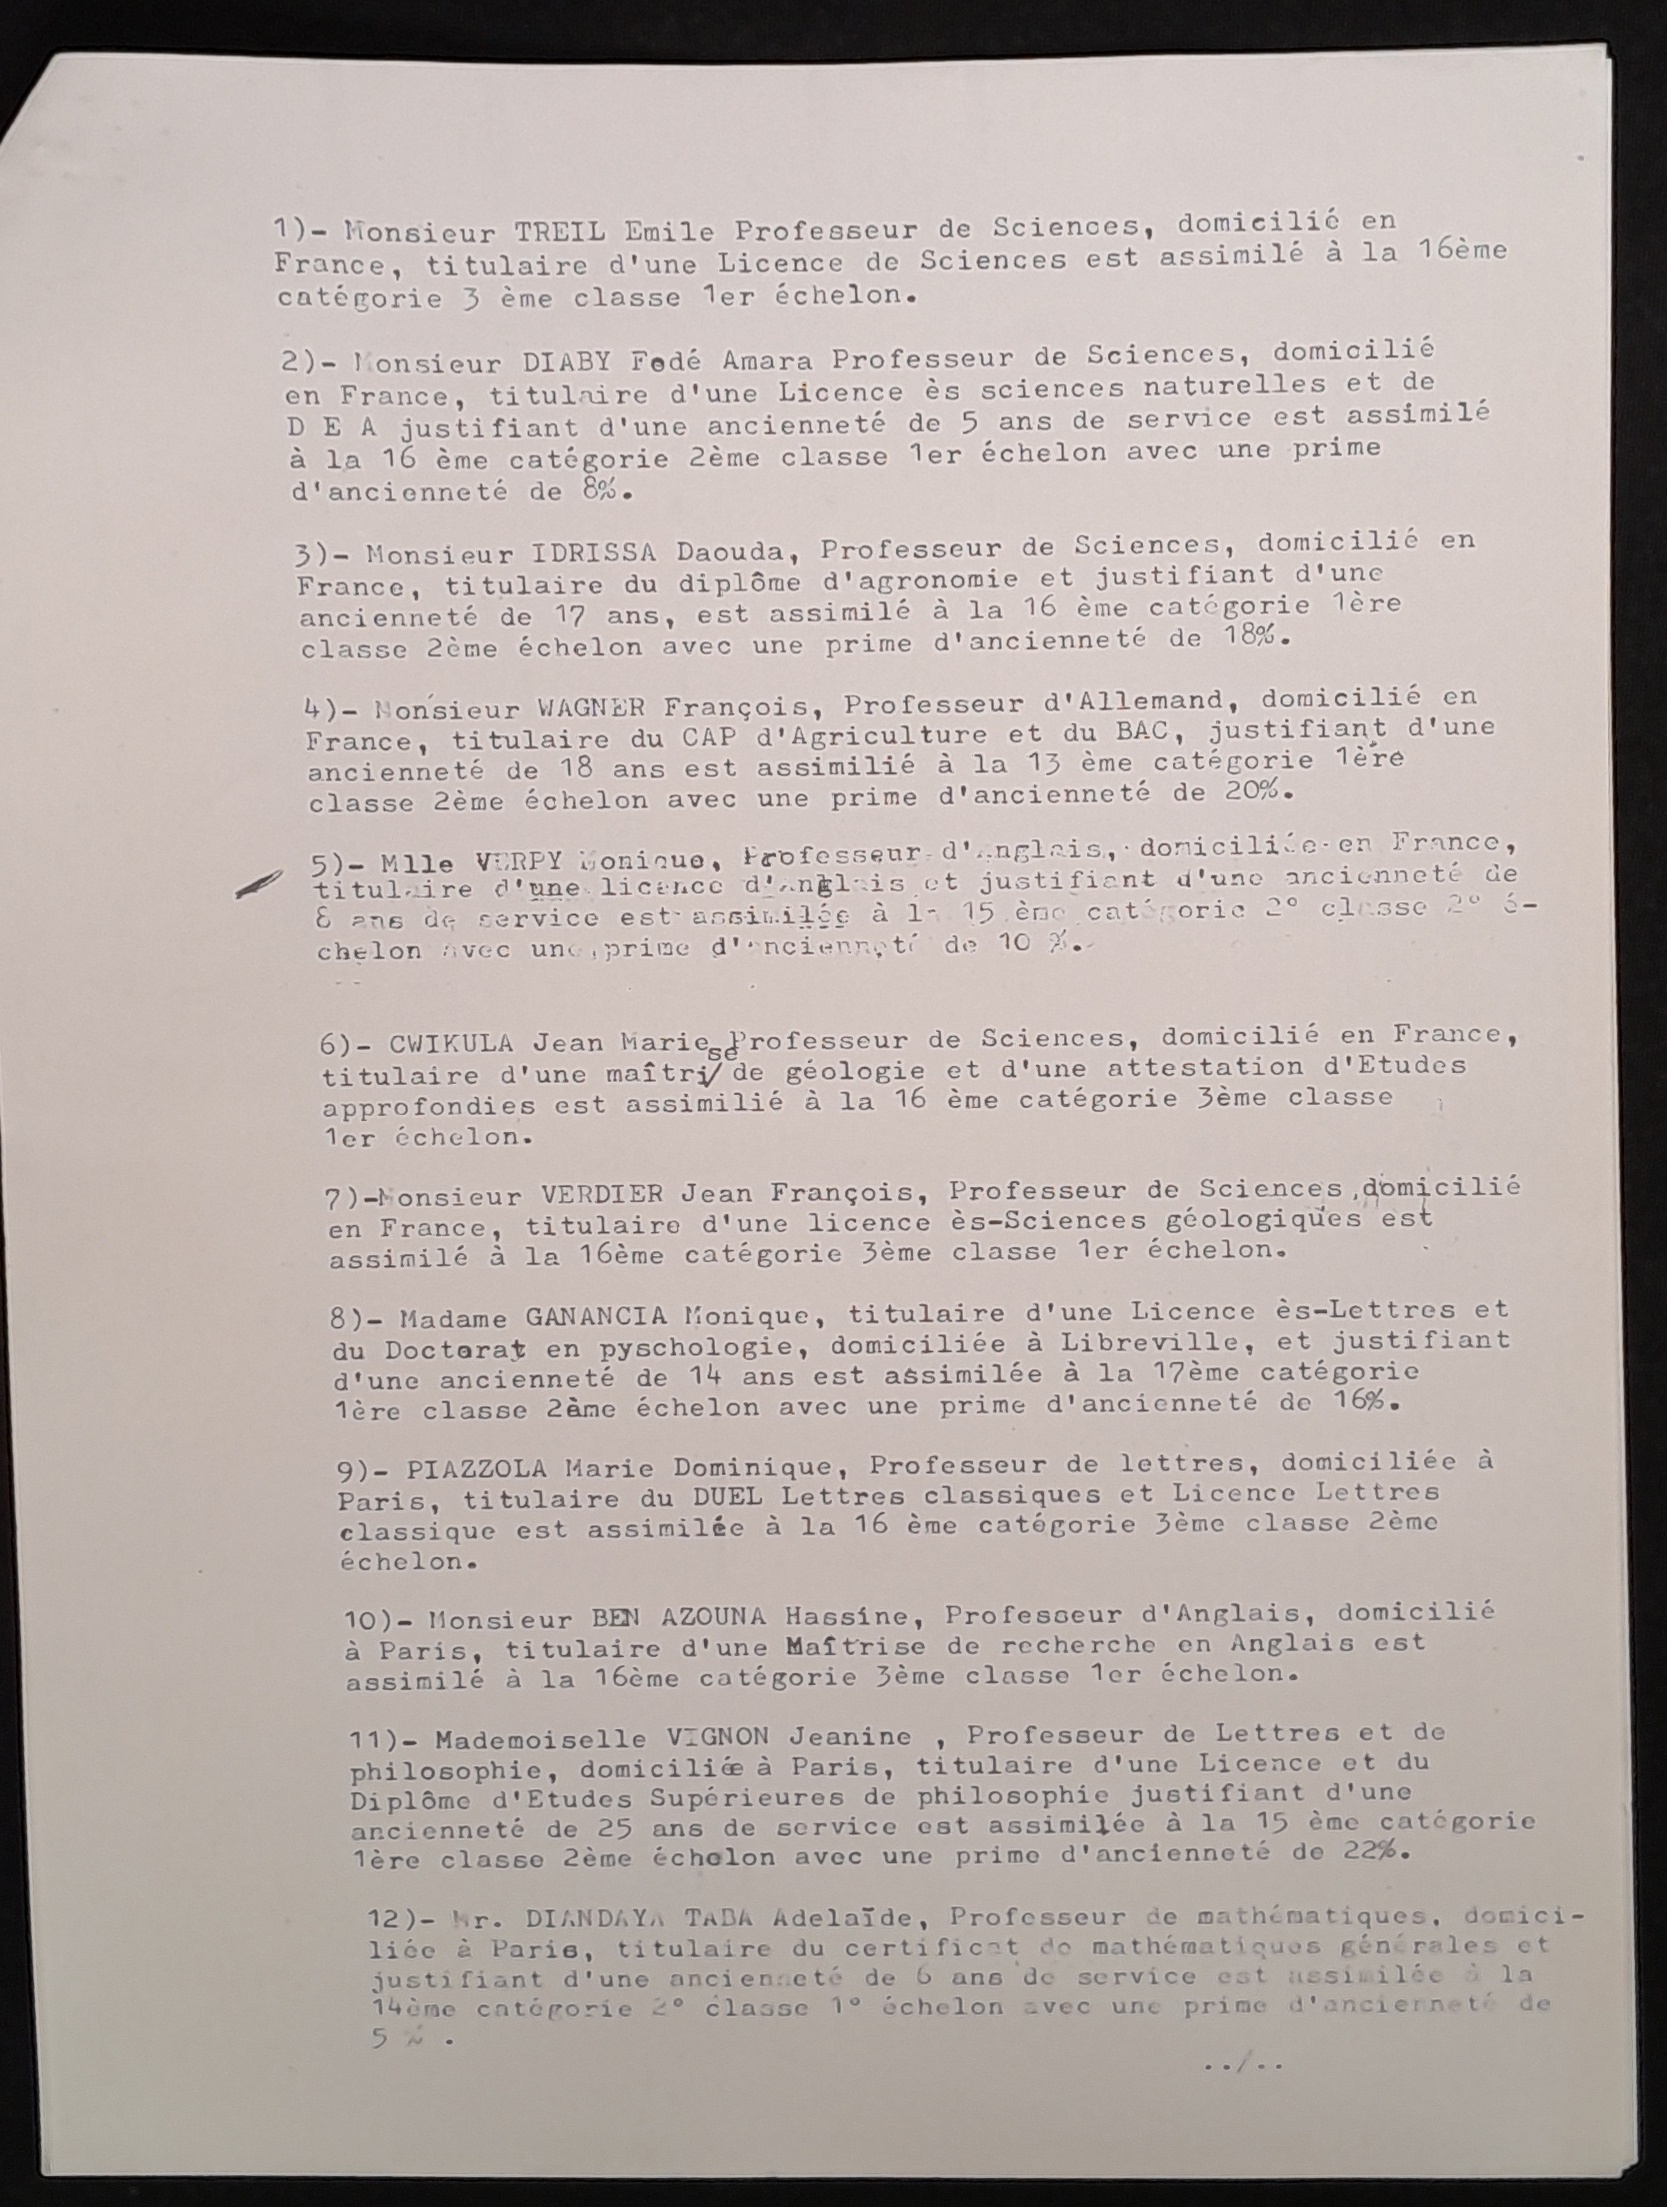 1)- Monsieur TREIL Emile Professeur de Sciences, domicilié en
France, titulaire d'une Licence de Sciences est assimilé à la 16ème
catégorie 3 ème classe 1er échelon.
2)- Monsieur DIABY Fodé Amara Professeur de Sciences, domicilié
en France, titulaire d'une Licence ès sciences naturelles et de
D E A justifiant d'une ancienneté de 5 ans de service est assimilé
à la 16 ème catégorie 2ème classe 1er échelon avec une prime
d'ancienneté de 8%.
3)- Monsieur IDRISSA Daouda, Professeur de Sciences, domicilié en
France, titulaire du diplôme d'agronomie et justifiant d'une
ancienneté de 17 ans, est assimilé à la 16 ème catégorie 1ère
classe 2ème échelon avec une prime d'ancienneté de 18%.
4)- Monsieur WAGNER François, Professeur d'Allemand, domicilié en
France, titulaire du CAP d'Agriculture et du BAC, justifiant d'une
ancienneté de 18 ans est assimilié à la 13 ème catégorie 1ère
classe 2ème échelon avec une prime d'ancienneté de 20%.
5)- Mlle VERPY Monique, Professeur d'Anglais, domiciliée en France,
titulaire d'une licence d'Anglais et justifiant d'une ancienneté de
8 ans de service est assimilée à la 15 ème catégorie 2° classe 2° é-
chelon avec une prime d'ancienneté de 10 %.
6)- CWIKULA Jean Marie Professeur de Sciences, domicilié en France,
titulaire d'une maîtrise de géologie et d'une attestation d'Etudes
approfondies est assimilié à la 16 ème catégorie 3ème classe
1er échelon.
7)-Monsieur VERDIER Jean François, Professeur de Sciences,domicilié
en France, titulaire d'une licence ès-Sciences géologiques est
assimilé à la 16ème catégorie 3ème classe 1er échelon.
8)- Madame GANANCIA Monique, titulaire d'une Licence ès-Lettres et
du Doctorat en pyschologie, domiciliée à Libreville, et justifiant
d'une ancienneté de 14 ans est assimilée à la 17ème catégorie
1ère classe 2àme échelon avec une prime d'ancienneté de 16%.
9)- PIAZZOLA Marie Dominique, Professeur de lettres, domiciliée à
Paris, titulaire du DUEL Lettres classiques et Licence Lettres
classique est assimilée à la 16 ème catégorie 3ème classe 2ème
échelon.
10)- Monsieur BEN AZOUNA Hassine, Professeur d'Anglais, domicilié
à Paris, titulaire d'une Maîtrise de recherche en Anglais est
assimilé à la 16ème catégorie 3ème classe 1er échelon.
11)- Mademoiselle VIGNON Jeanine , Professeur de Lettres et de
philosophie, domiciliée à Paris, titulaire d'une Licence et du
Diplôme d'Etudes Supérieures de philosophie justifiant d'une
ancienneté de 25 ans de service est assimilée à la 15 ème catégorie
1ère classe 2ème échelon avec une prime d'ancienneté de 22%.
12)- Mr. DIANDAYA TABA Adelaïde, Professeur de mathématiques, domici-
liée à Paris, titulaire du certificat de mathématiques générales et
justifiant d'une ancienneté de 6 ans de service est assimilée à la
14ème catégorie 2° classe 1° échelon avec une prime d'ancienneté de
5 % .
../..